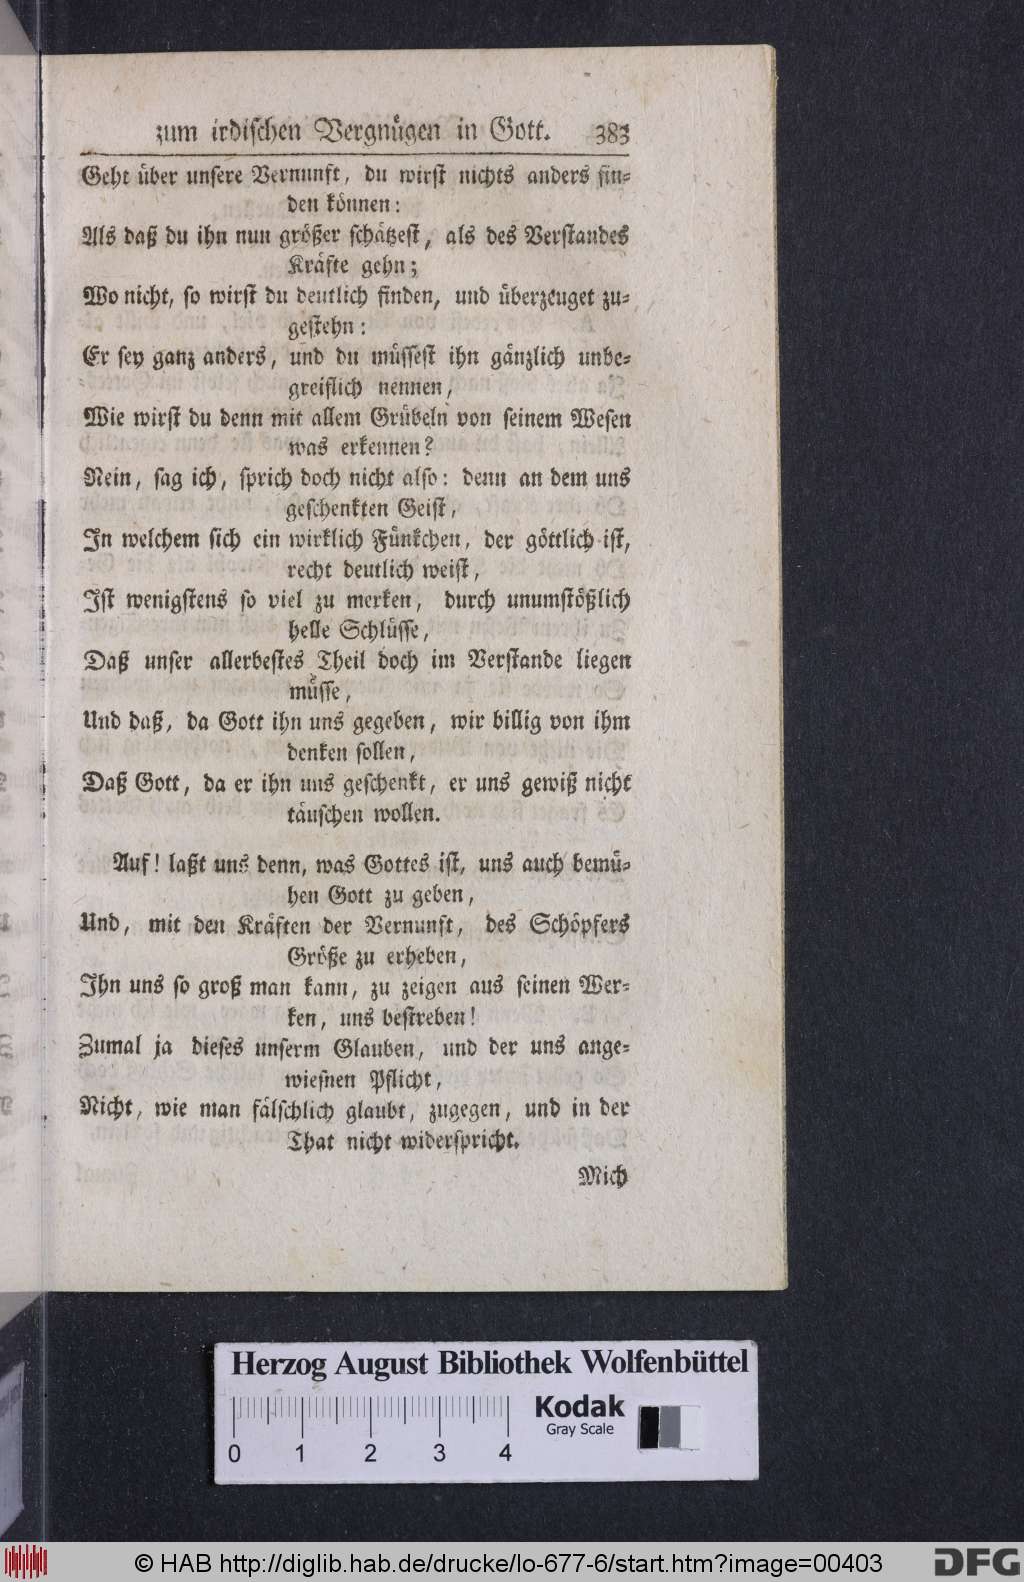 zum irdischen Vergnügen in Gott. 383
Geht über unsere Vernunft, du wirst nichts anders fin-
den können:
Als daß du ihn nun größer schätzest, als des Verstandes
Kräfte gehn;
Wo nicht, so wirst du deutlich finden, und überzeuget zu-
gestehn:
Er sey ganz anders, und du müssest ihn gänzlich unbe-
greiflich nennen,
Wie wirst du denn mit allem Grübeln von seinem Wesen
was erkennen?
Nein, sag ich, sprich doch nicht also: denn an dem uns
geschenkten Geist,
In welchem sich ein wirklich Fünkchen, der göttlich ist,
recht deutlich weist,
Ist wenigstens so viel zu merken, durch unumstößlich
helle Schlüsse,
Daß unser allerbestes Theil doch im Verstande liegen
müsse,
Und daß, da Gott ihn uns gegeben, wir billig von ihm
denken sollen,
Daß Gott, da er ihn uns geschenkt, er uns gewiß nicht
täuschen wollen.
Auf! laßt uns denn, was Gottes ist, uns auch bemü-
hen Gott zu geben,
Und, mit den Kräften der Vernunft, des Schöpfers
Größe zu erheben,
Ihn uns so groß man kann, zu zeigen aus seinen Wer-
ken, uns bestreben!
Zumal ja dieses unserm Glauben, und der uns ange-
wiesnen Pflicht,
Nicht, wie man fälschlich glaubt, zugegen, und in der
That nicht widerspricht.
Mich
Herzog August Bibliothek Wolfenbüttel
Kodak
Gray Scale
0 1 2 3 4
© HAB http://diglib.hab.de/drucke/lo-677-6/start.htm?image=00403
DFG